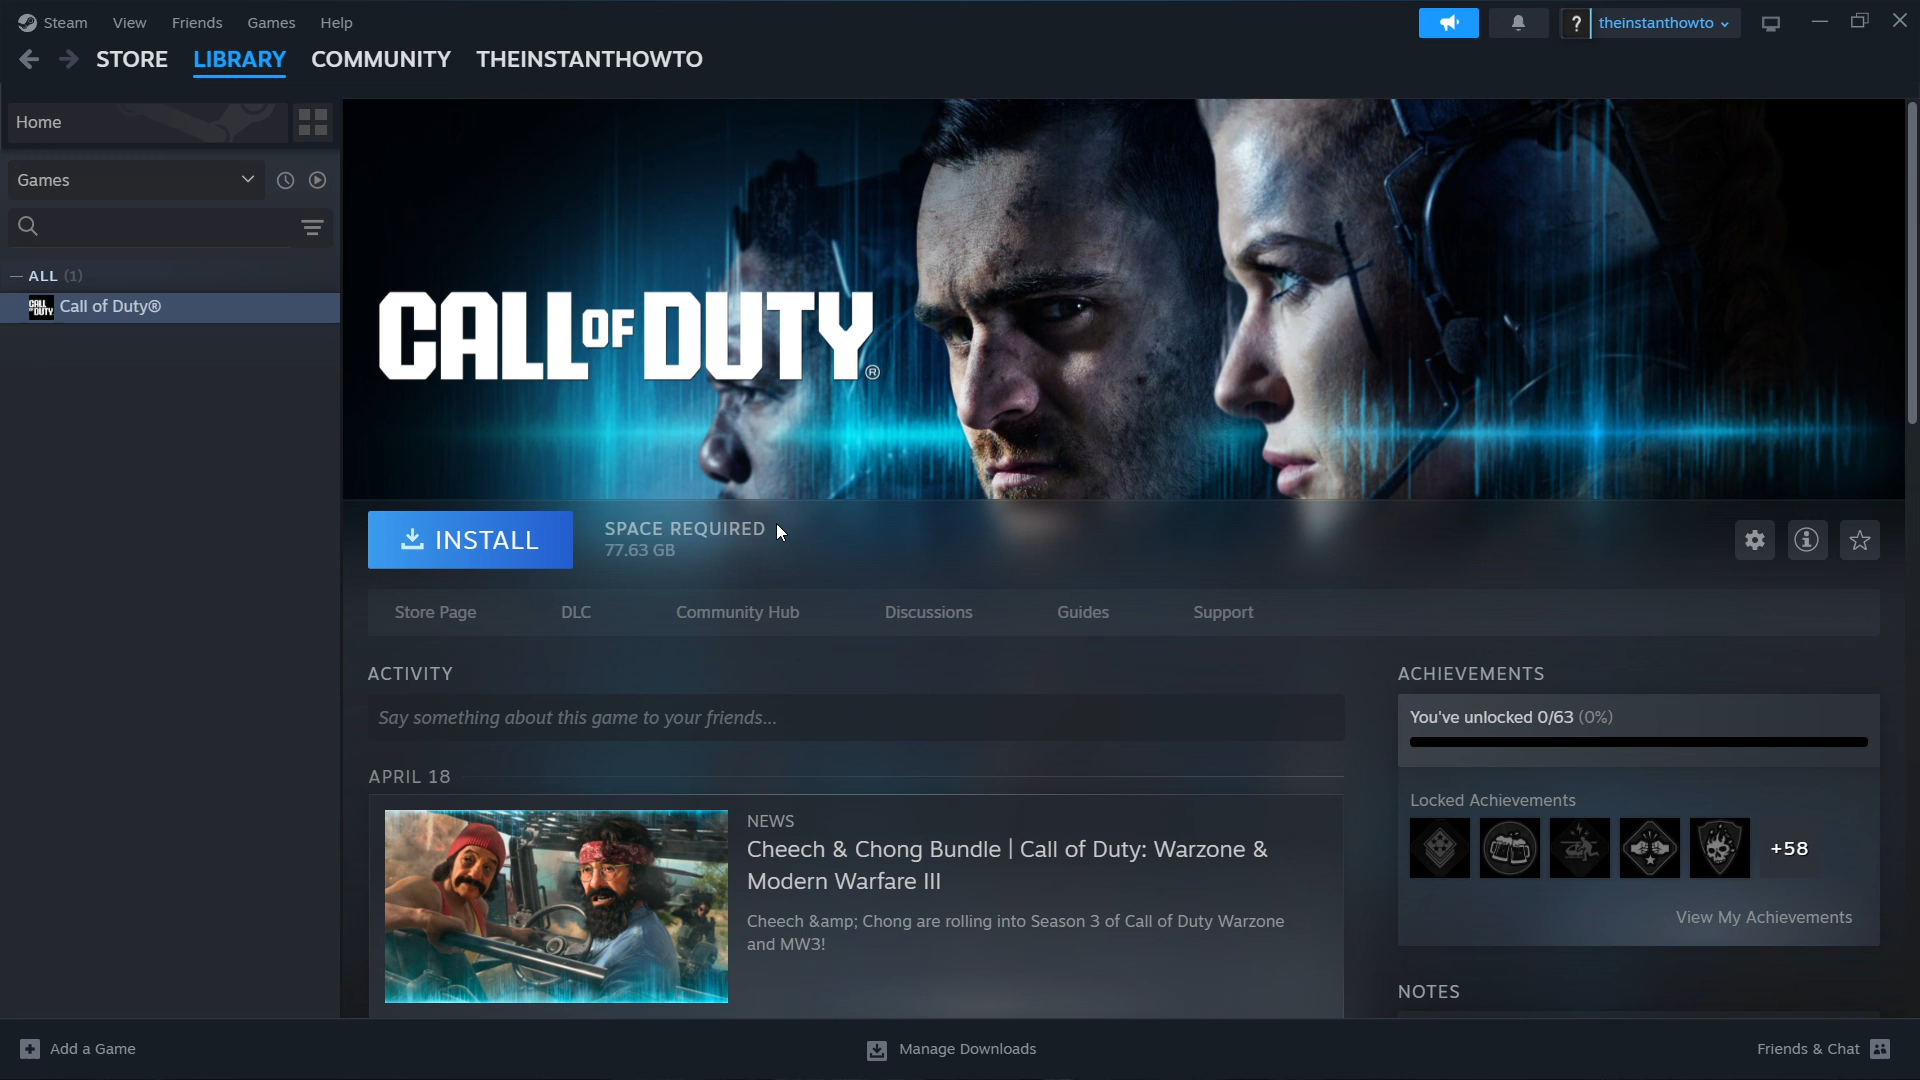 Steam View Friends Games Help
? theinstanthowto
STORE LIBRARY COMMUNITY THEINSTANTHOWTO
Home
Games
— ALL (1)
CALL OF DUTY Call of Duty®
CALL OF DUTY®
INSTALL
SPACE REQUIRED
77.63 GB
Store Page DLC Community Hub Discussions Guides Support
ACTIVITY
Say something about this game to your friends...
APRIL 18
NEWS
Cheech & Chong Bundle | Call of Duty: Warzone &
Modern Warfare III
Cheech &amp; Chong are rolling into Season 3 of Call of Duty Warzone
and MW3!
ACHIEVEMENTS
You've unlocked 0/63 (0%)
Locked Achievements
+58
View My Achievements
NOTES
Add a Game
Manage Downloads
Friends & Chat